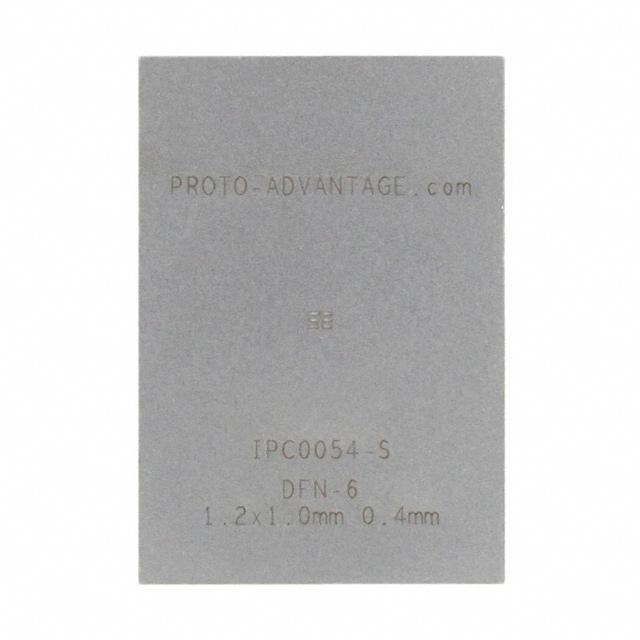 PROTO-ADVANTAGE.com
IPC0054-S
DFN-6
1.2x1.0mm 0.4mm